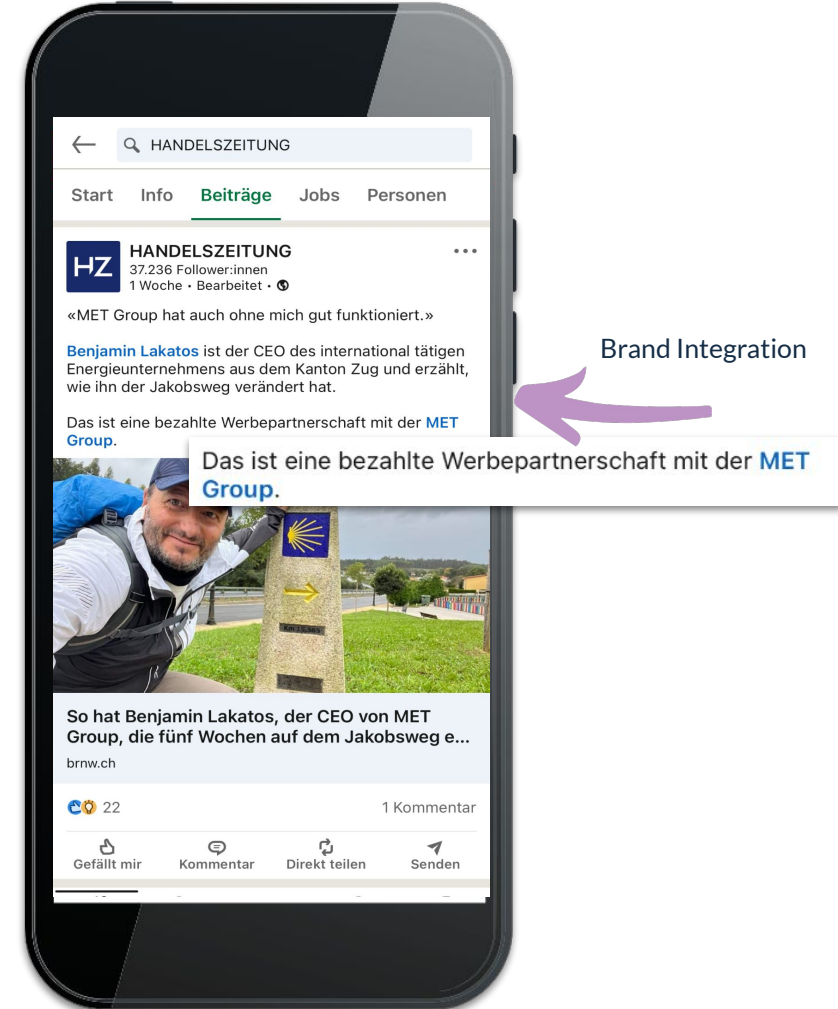 HANDELSZEITUNG
Start Info Beiträge Jobs Personen
HZ
HANDELSZEITUNG
37.236 Follower:innen
1 Woche • Bearbeitet •
«MET Group hat auch ohne mich gut funktioniert.»
Benjamin Lakatos ist der CEO des international tätigen
Energieunternehmens aus dem Kanton Zug und erzählt,
wie ihn der Jakobsweg verändert hat.
Das ist eine bezahlte Werbepartnerschaft mit der MET
Group.
Brand Integration
Das ist eine bezahlte Werbepartnerschaft mit der MET
Group.
So hat Benjamin Lakatos, der CEO von MET
Group, die fünf Wochen auf dem Jakobsweg e...
brnw.ch
22 1 Kommentar
Gefällt mir Kommentar Direkt teilen Senden